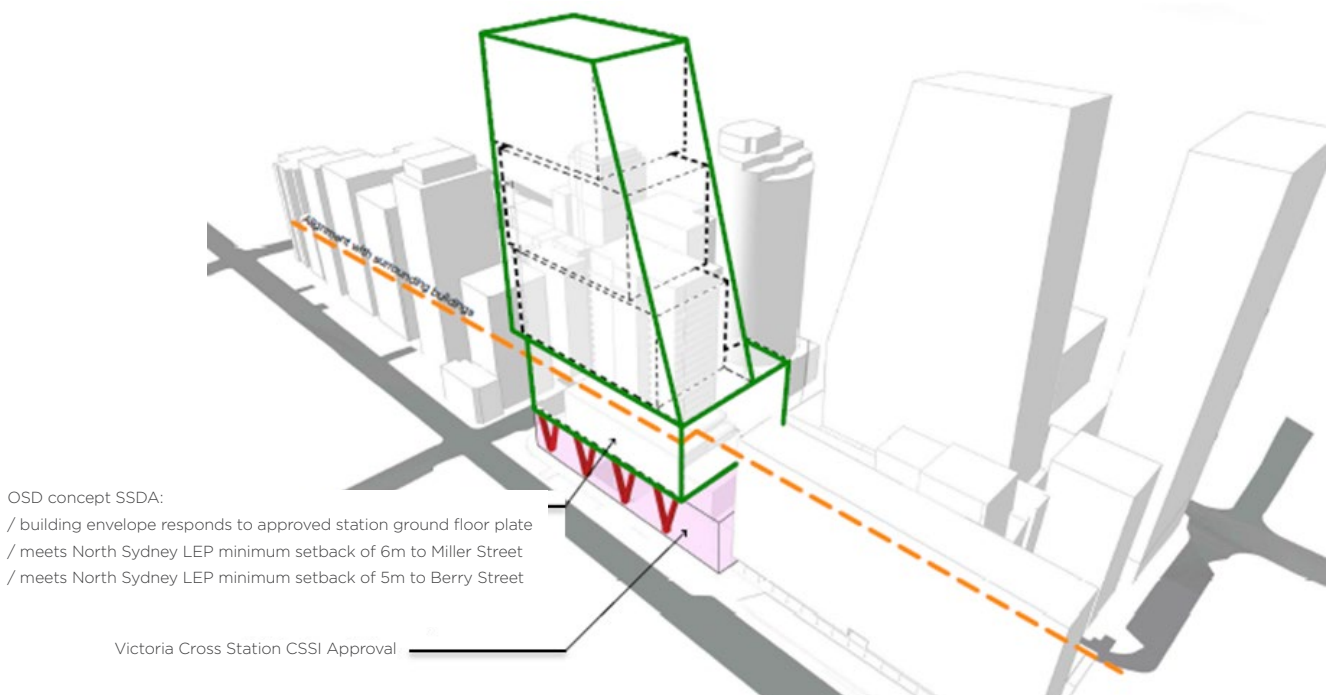 Alignment with surrounding buildings
OSD concept SSDA:
/ building envelope responds to approved station ground floor plate
/ meets North Sydney LEP minimum setback of 6m to Miller Street
/ meets North Sydney LEP minimum setback of 5m to Berry Street
Victoria Cross Station CSSI Approval